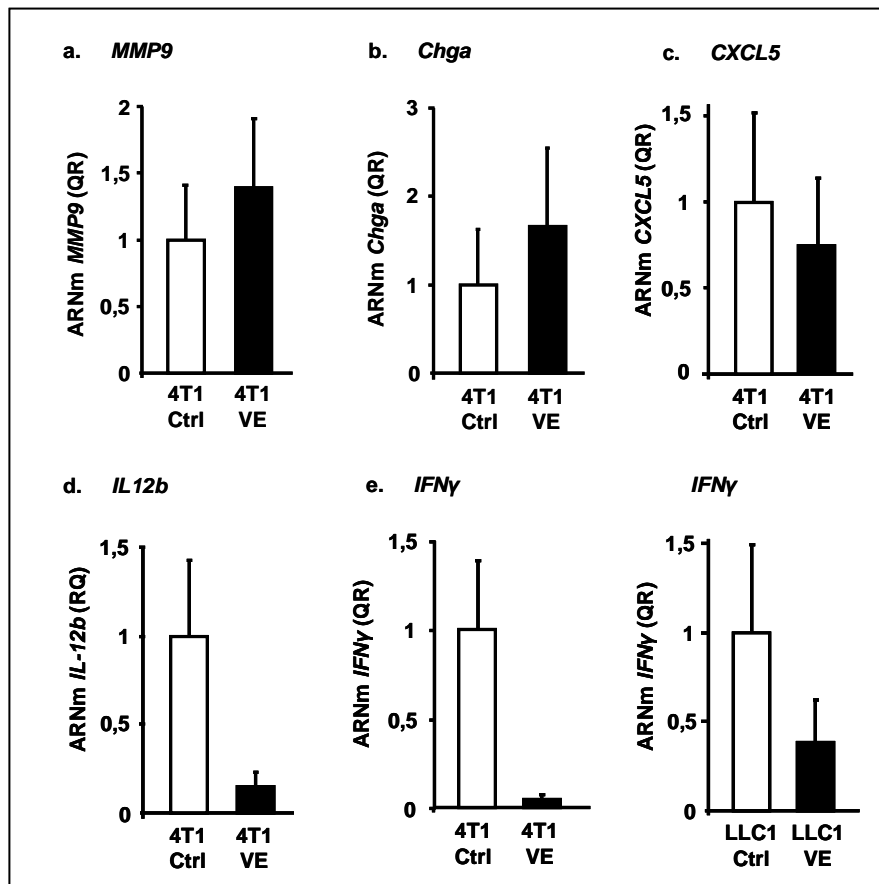 a. MMP9
ARNm MMP9 (QR)
2
1,5
1
0,5
0
4T1 4T1
Ctrl VE
b. Chga
ARNm Chga (QR)
3
2
1
0
4T1 4T1
Ctrl VE
c. CXCL5
ARNm CXCL5 (QR)
1,5
1
0,5
0
4T1 4T1
Ctrl VE
d. IL12b
ARNm IL-12b (RQ)
1,5
1
0,5
0
4T1 4T1
Ctrl VE
e. IFNγ
ARNm IFNγ (QR)
1,5
1
0,5
0
4T1 4T1
Ctrl VE
IFNγ
ARNm IFNγ (QR)
1,5
1
0,5
0
LLC1 LLC1
Ctrl VE